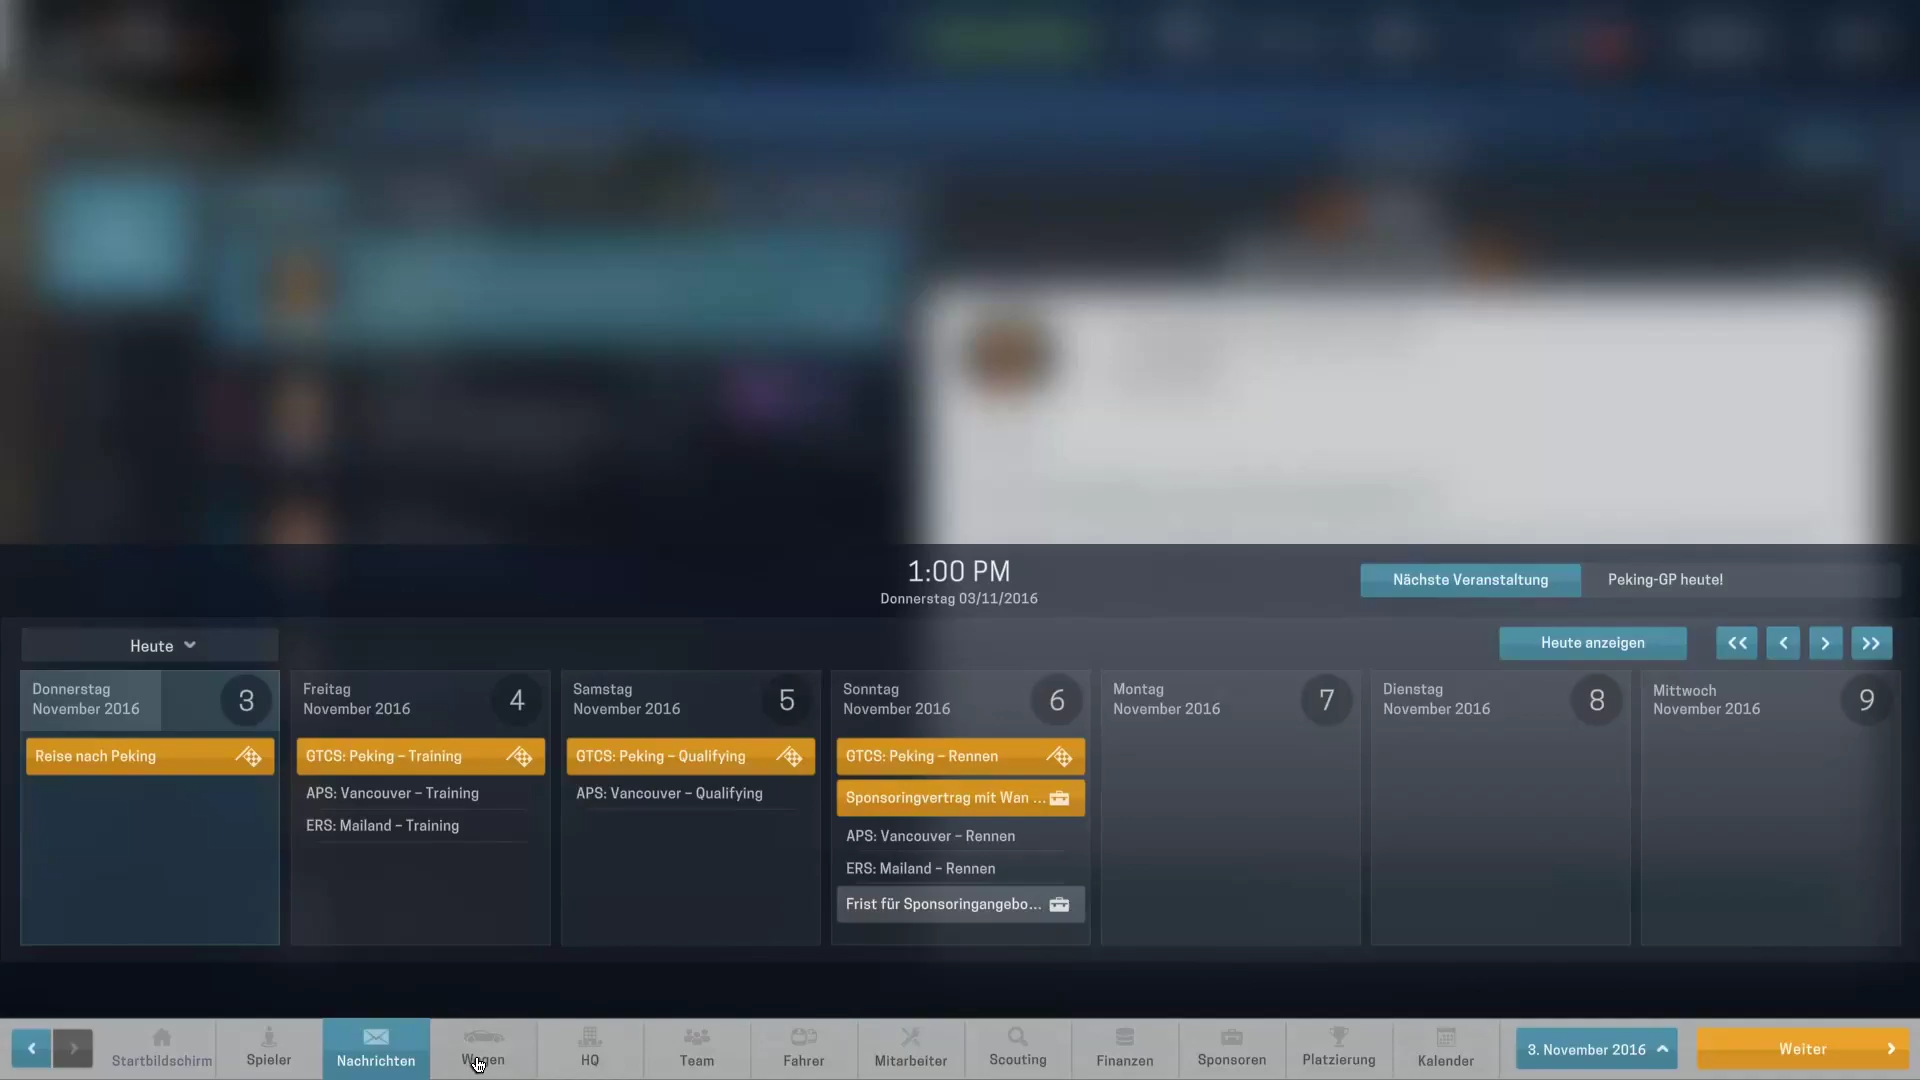 1:00 PM
Donnerstag 03/11/2016
Nächste Veranstaltung
Peking-GP heute!
Heute
Heute anzeigen
Donnerstag
November 2016
3
Freitag
November 2016
4
Samstag
November 2016
5
Sonntag
November 2016
6
Montag
November 2016
7
Dienstag
November 2016
8
Mittwoch
November 2016
9
Reise nach Peking
GTCS: Peking – Training
APS: Vancouver – Training
ERS: Mailand – Training
GTCS: Peking – Qualifying
APS: Vancouver – Qualifying
GTCS: Peking – Rennen
Sponsoringvertrag mit Wan ...
APS: Vancouver – Rennen
ERS: Mailand – Rennen
Frist für Sponsoringangebo...
Startbildschirm
Spieler
Nachrichten
Wagen
HQ
Team
Fahrer
Mitarbeiter
Scouting
Finanzen
Sponsoren
Platzierung
Kalender
3. November 2016
Weiter